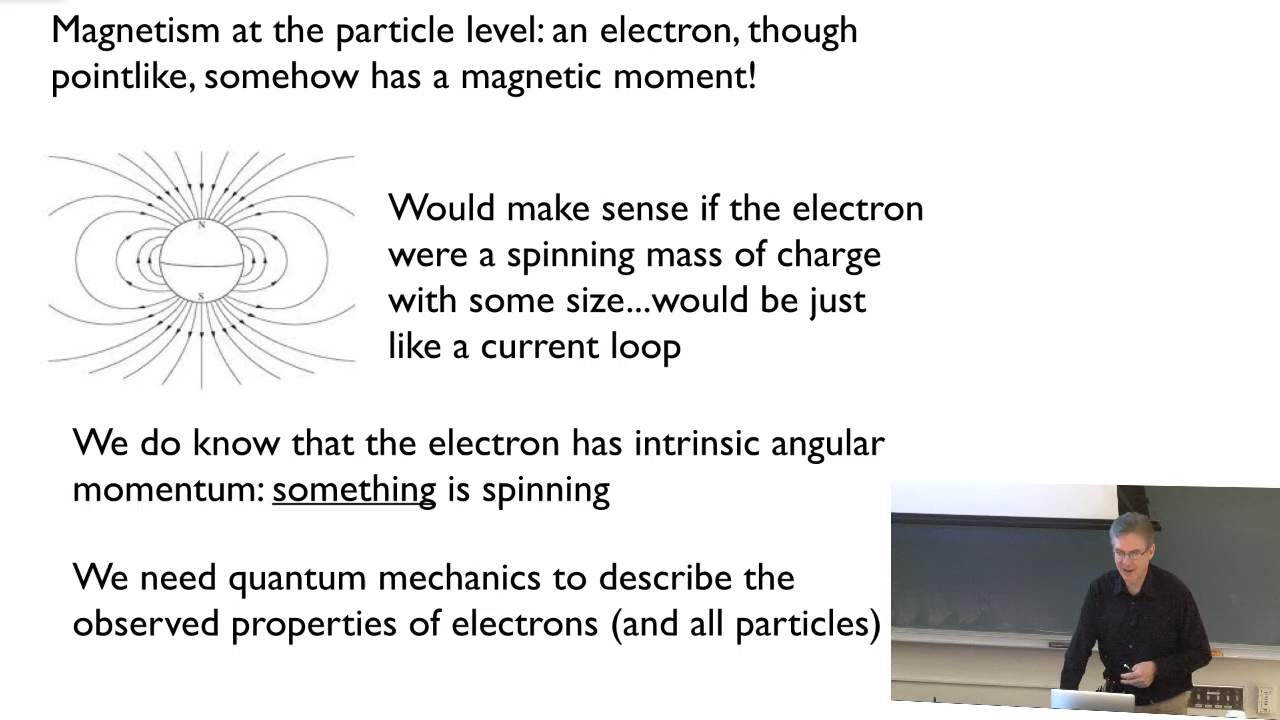 Magnetism at the particle level: an electron, though
pointlike, somehow has a magnetic moment!
N
S
Would make sense if the electron
were a spinning mass of charge
with some size...would be just
like a current loop
We do know that the electron has intrinsic angular
momentum: something is spinning
We need quantum mechanics to describe the
observed properties of electrons (and all particles)